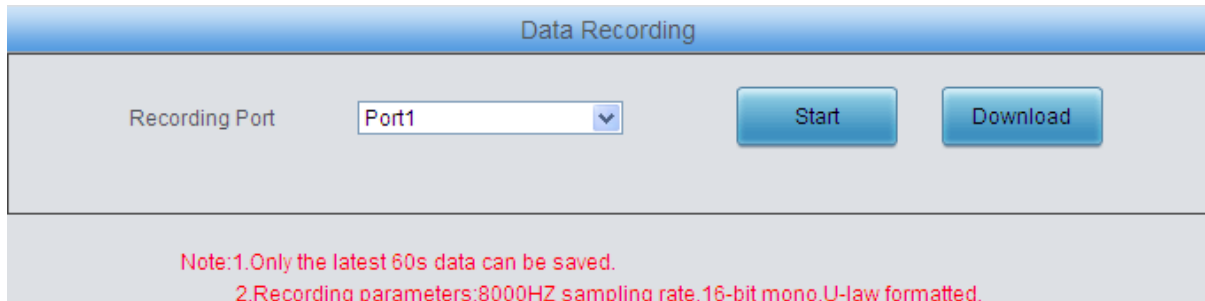 Data Recording
Recording Port Port1 Start Download
Note:1.Only the latest 60s data can be saved.
2.Recording parameters:8000HZ sampling rate,16-bit mono,U-law formatted.